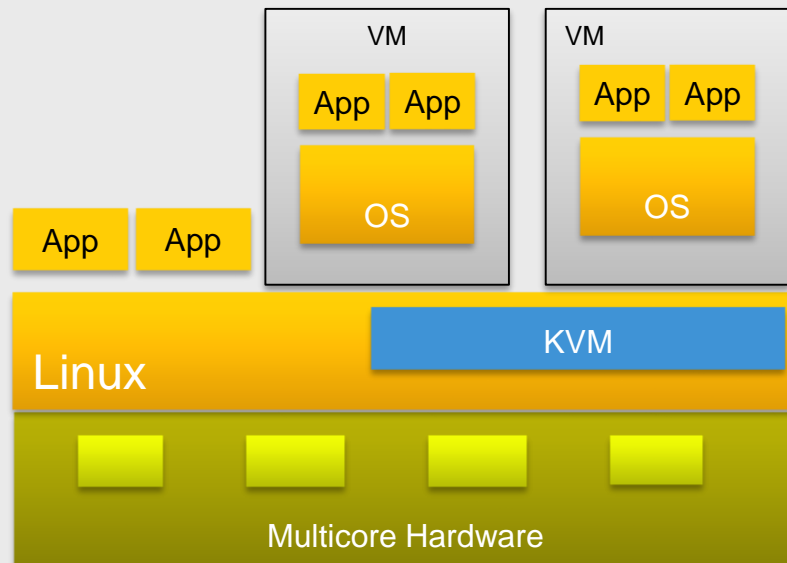 VM
VM
App App
App App
OS
OS
App App
KVM
Linux
Multicore Hardware